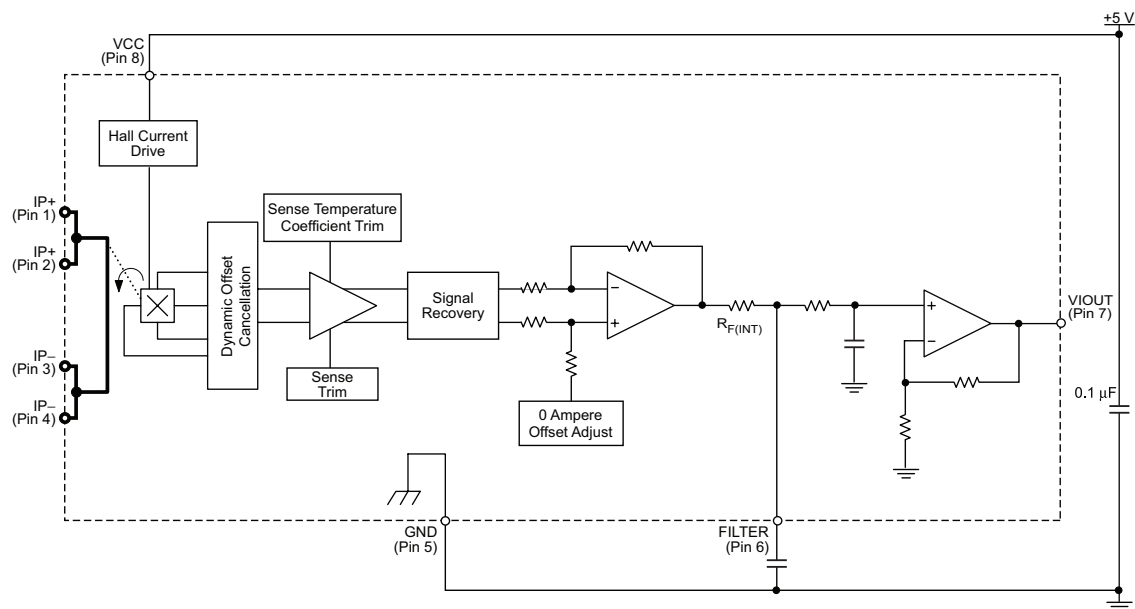 +5 V
VCC
(Pin 8)
Hall Current
Drive
IP+
(Pin 1)
IP+
(Pin 2)
IP−
(Pin 3)
IP−
(Pin 4)
Dynamic Offset
Cancellation
Sense Temperature
Coefficient Trim
Sense
Trim
Signal
Recovery
0 Ampere
Offset Adjust
−
+
RF(INT)
+
−
VIOUT
(Pin 7)
0.1 µF
GND
(Pin 5)
FILTER
(Pin 6)